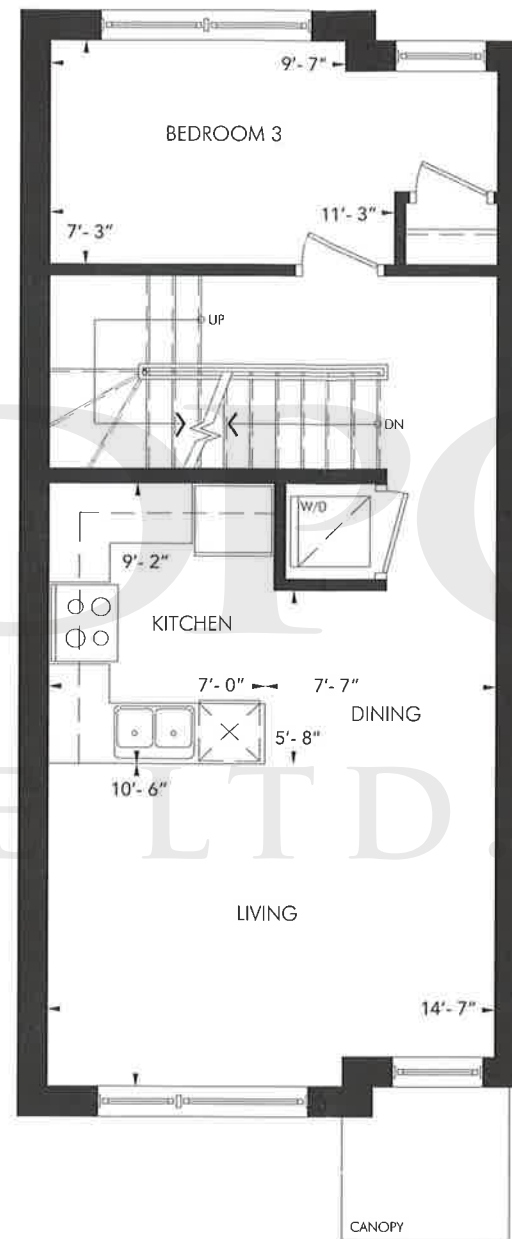 9'- 7"
BEDROOM 3
11'- 3"
7'- 3"
UP
DN
W/D
9'- 2"
KITCHEN
7'- 0"
7'- 7"
DINING
5'- 8"
10'- 6"
LTD.
LIVING
14'- 7"
CANOPY